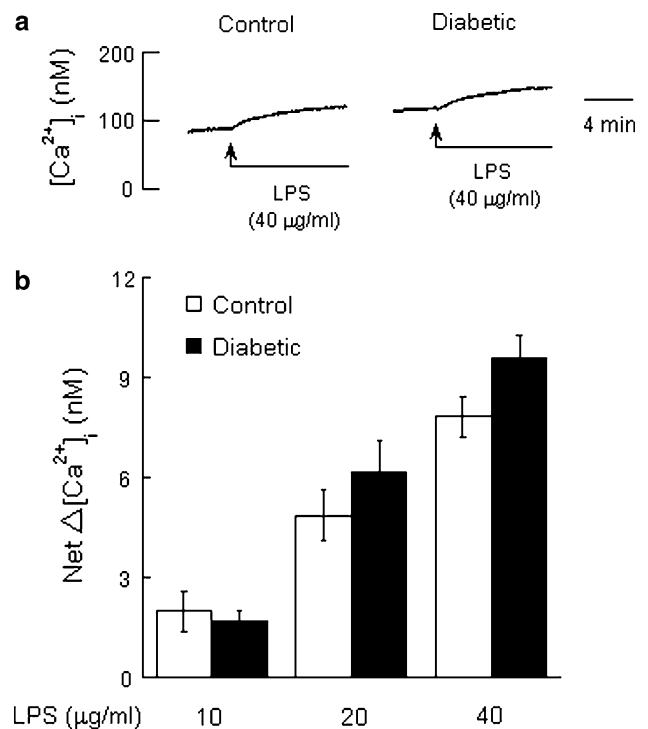 a
Control
Diabetic
[Ca²⁺]ᵢ (nM)
200
100
0
LPS
(40 µg/ml)
LPS
(40 µg/ml)
4 min
b
Control
Diabetic
Net Δ[Ca²⁺]ᵢ (nM)
12
9
6
3
0
LPS (µg/ml) 10 20 40